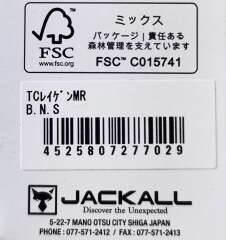 FSC
www.fsc.org
FSC™ C015741
ミックス
パッケージ | 責任ある
森林管理を支えています
FSC™ C015741
TCﾚｲｹﾞﾝMR
B.N.S
4525807277029
JACKALL
Discover the Unexpected
5-22-7 MANO OTSU CITY SHIGA JAPAN
PHONE : 077-571-2412 / FAX : 077-571-2413